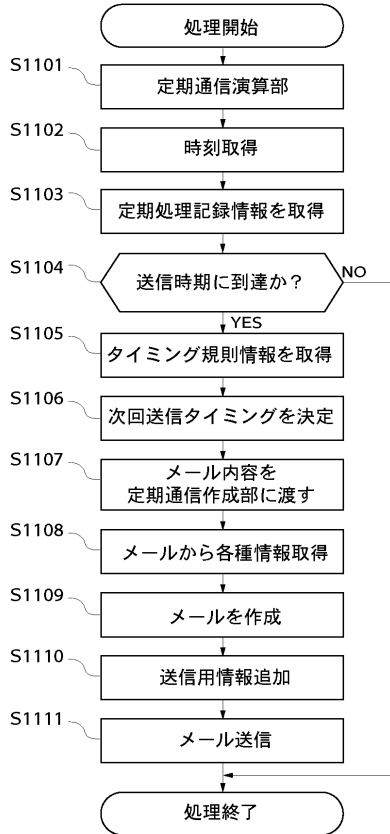 処理開始
S1101
定期通信演算部
S1102
時刻取得
S1103
定期処理記録情報を取得
S1104
送信時期に到達か？
NO
YES
S1105
タイミング規則情報を取得
S1106
次回送信タイミングを決定
S1107
メール内容を
定期通信作成部に渡す
S1108
メールから各種情報取得
S1109
メールを作成
S1110
送信用情報追加
S1111
メール送信
処理終了